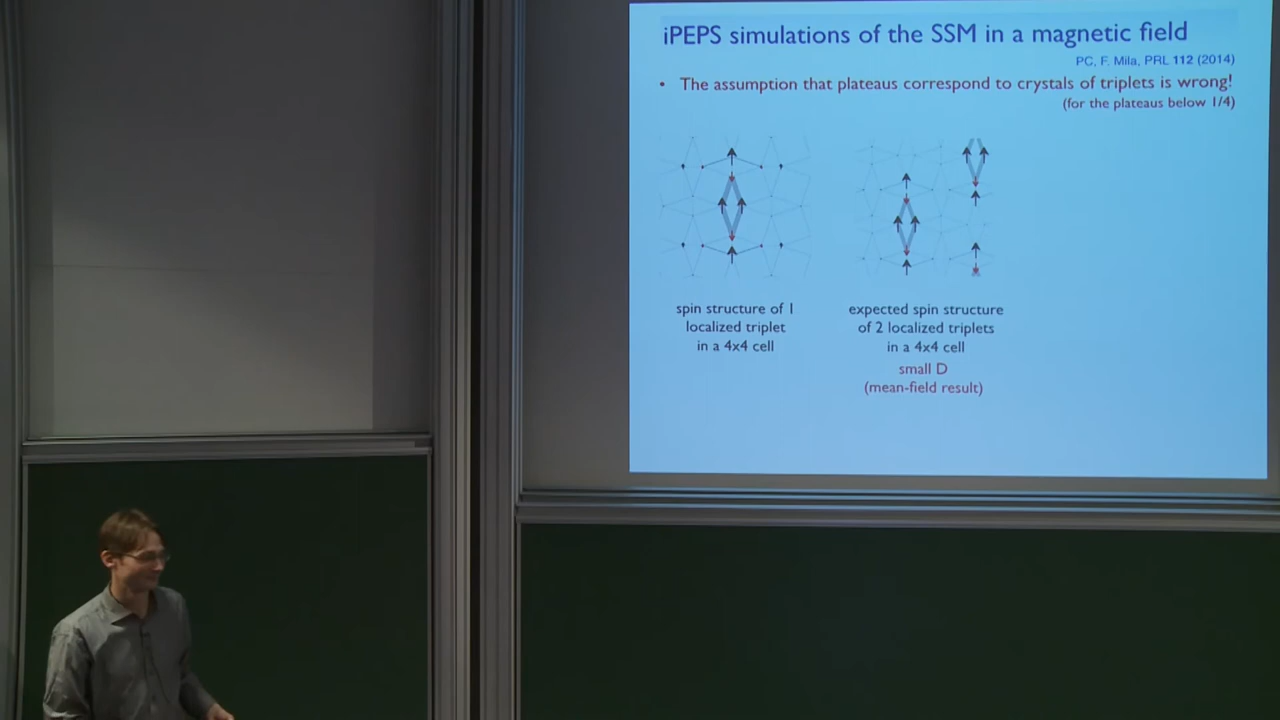 iPEPS simulations of the SSM in a magnetic field
PC, F. Mila, PRL 112 (2014)
• The assumption that plateaus correspond to crystals of triplets is wrong!
(for the plateaus below 1/4)
spin structure of 1
localized triplet
in a 4x4 cell
expected spin structure
of 2 localized triplets
in a 4x4 cell
small D
(mean-field result)